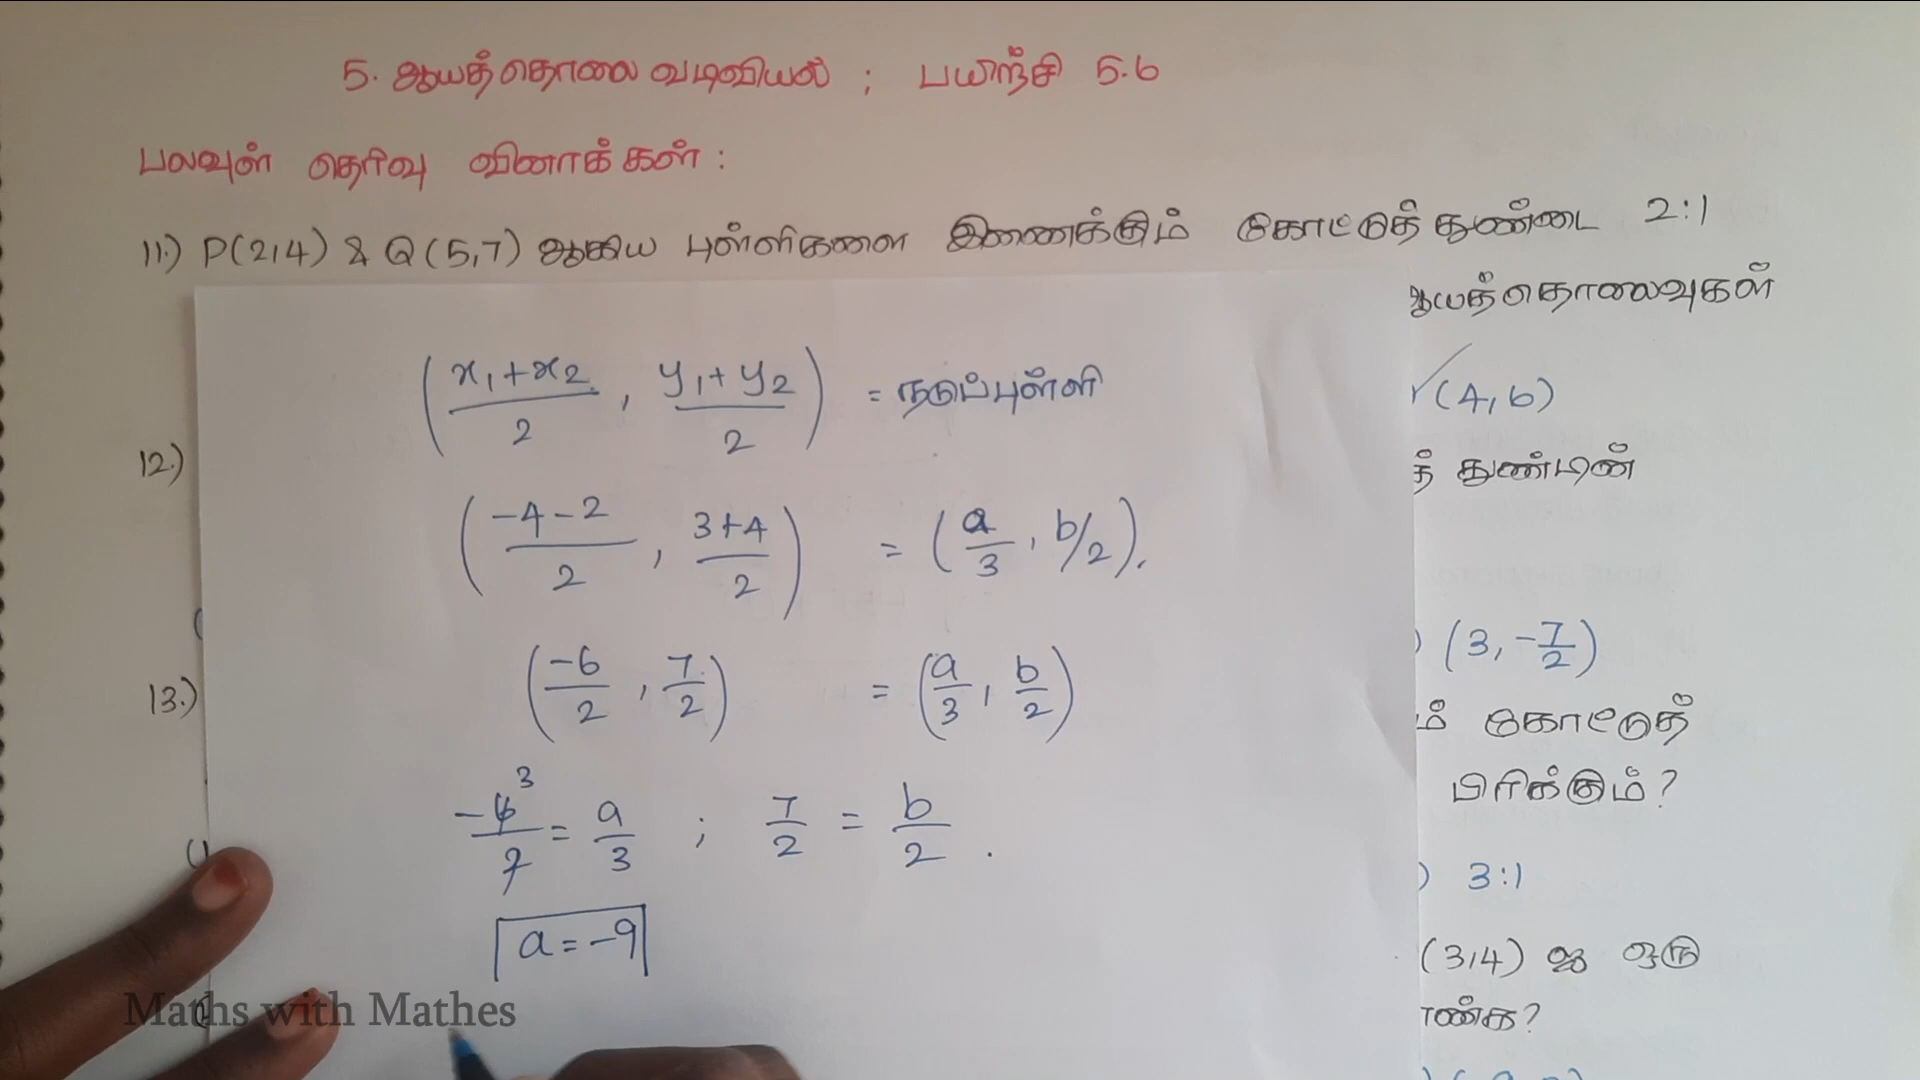 5. ஆயத்தொலை வடிவியல் ; பயிற்சி 5.6
பலவுள் தெரிவு வினாக்கள் :
11.) P(2,4) & Q(5,7) ஆகிய புள்ளிகளை இணைக்கும் கோட்டுத் துண்டை 2:1
ஆயத்தொலைவுகள்
(x₁+x₂/2 , y₁+y₂/2) = நடுப்புள்ளி
(4,6)
12.)
த் துண்டின்
(-4-2/2 , 3+4/2) = (a/3 , b/2).
(-6/2 , 7/2) = (a/3 , b/2)
) (3, -7/2)
13.)
ம் கோட்டுத்
பிரிக்கும்?
-6³/2 = a/3 ; 7/2 = b/2 .
) 3:1
a = -9
(3,4) ஐ ஒரு
Maths with Mathes
ண்க?